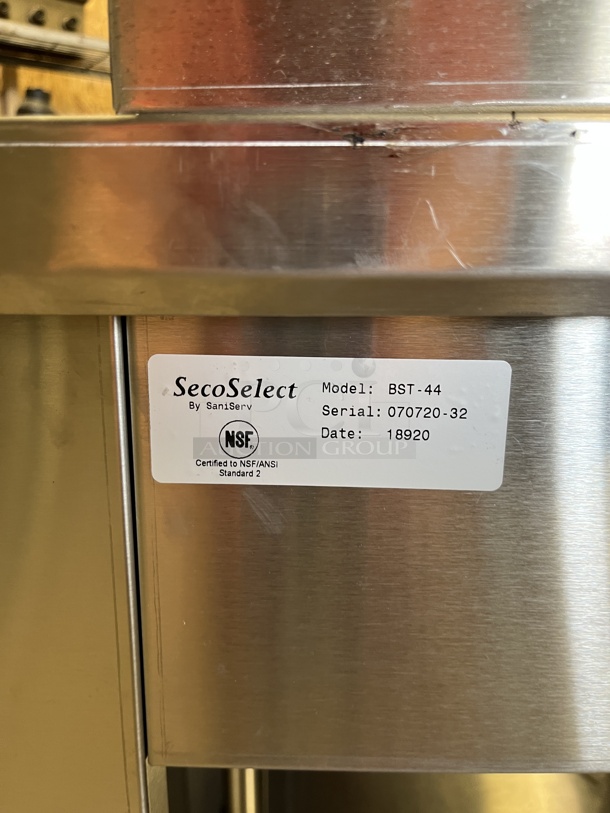 SecoSelect
By SaniServ
NSF®
Certified to NSF/ANSI
Standard 2
Model: BST-44
Serial: 070720-32
Date: 18920
PCI
AUCTION GROUP